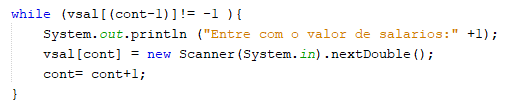 while (vsal[(cont-1)]!= -1 ){
System.out.println ("Entre com o valor de salarios:" +1);
vsal[cont] = new Scanner(System.in).nextDouble();
cont= cont+1;
}